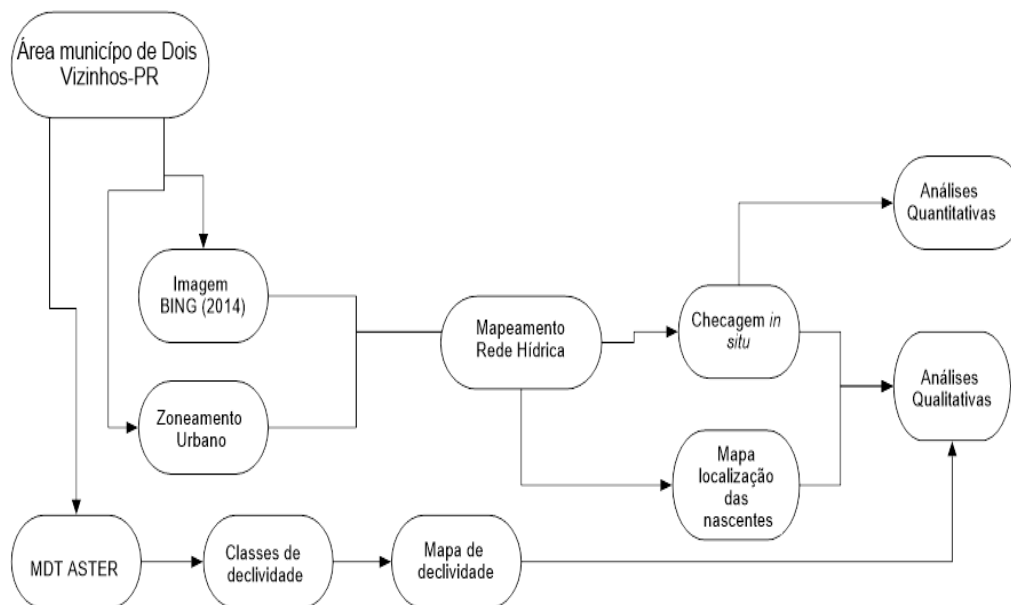 Área municípo de Dois
Vizinhos-PR
Imagem
BING (2014)
Zoneamento
Urbano
Mapeamento
Rede Hídrica
Checagem in
situ
Análises
Quantitativas
Análises
Qualitativas
Mapa
localização
das
nascentes
MDT ASTER
Classes de
declividade
Mapa de
declividade